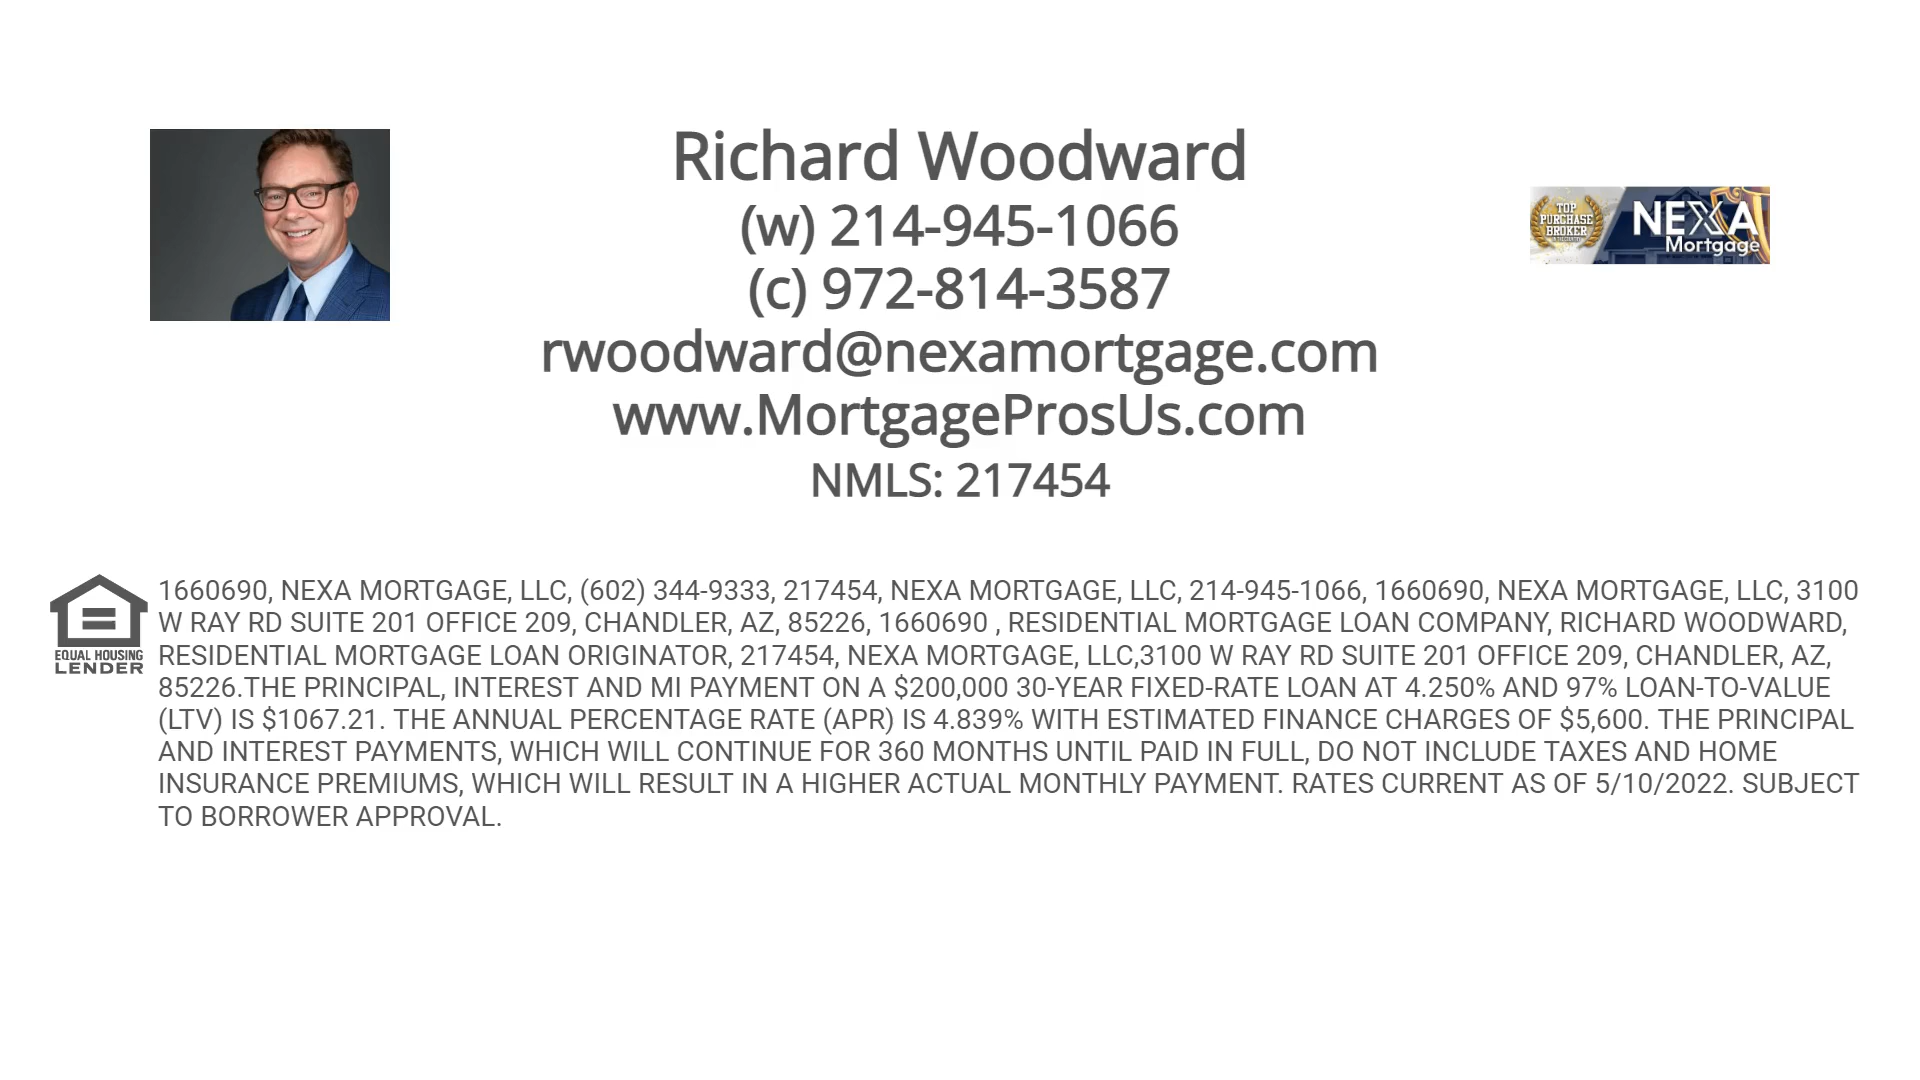 Richard Woodward
(w) 214-945-1066
(c) 972-814-3587
rwoodward@nexamortgage.com
www.MortgageProsUs.com
NMLS: 217454
TOP
PURCHASE
BROKER
NEXA
Mortgage
EQUAL HOUSING
LENDER
1660690, NEXA MORTGAGE, LLC, (602) 344-9333, 217454, NEXA MORTGAGE, LLC, 214-945-1066, 1660690, NEXA MORTGAGE, LLC, 3100
W RAY RD SUITE 201 OFFICE 209, CHANDLER, AZ, 85226, 1660690 , RESIDENTIAL MORTGAGE LOAN COMPANY, RICHARD WOODWARD,
RESIDENTIAL MORTGAGE LOAN ORIGINATOR, 217454, NEXA MORTGAGE, LLC,3100 W RAY RD SUITE 201 OFFICE 209, CHANDLER, AZ,
85226.THE PRINCIPAL, INTEREST AND MI PAYMENT ON A $200,000 30-YEAR FIXED-RATE LOAN AT 4.250% AND 97% LOAN-TO-VALUE
(LTV) IS $1067.21. THE ANNUAL PERCENTAGE RATE (APR) IS 4.839% WITH ESTIMATED FINANCE CHARGES OF $5,600. THE PRINCIPAL
AND INTEREST PAYMENTS, WHICH WILL CONTINUE FOR 360 MONTHS UNTIL PAID IN FULL, DO NOT INCLUDE TAXES AND HOME
INSURANCE PREMIUMS, WHICH WILL RESULT IN A HIGHER ACTUAL MONTHLY PAYMENT. RATES CURRENT AS OF 5/10/2022. SUBJECT
TO BORROWER APPROVAL.